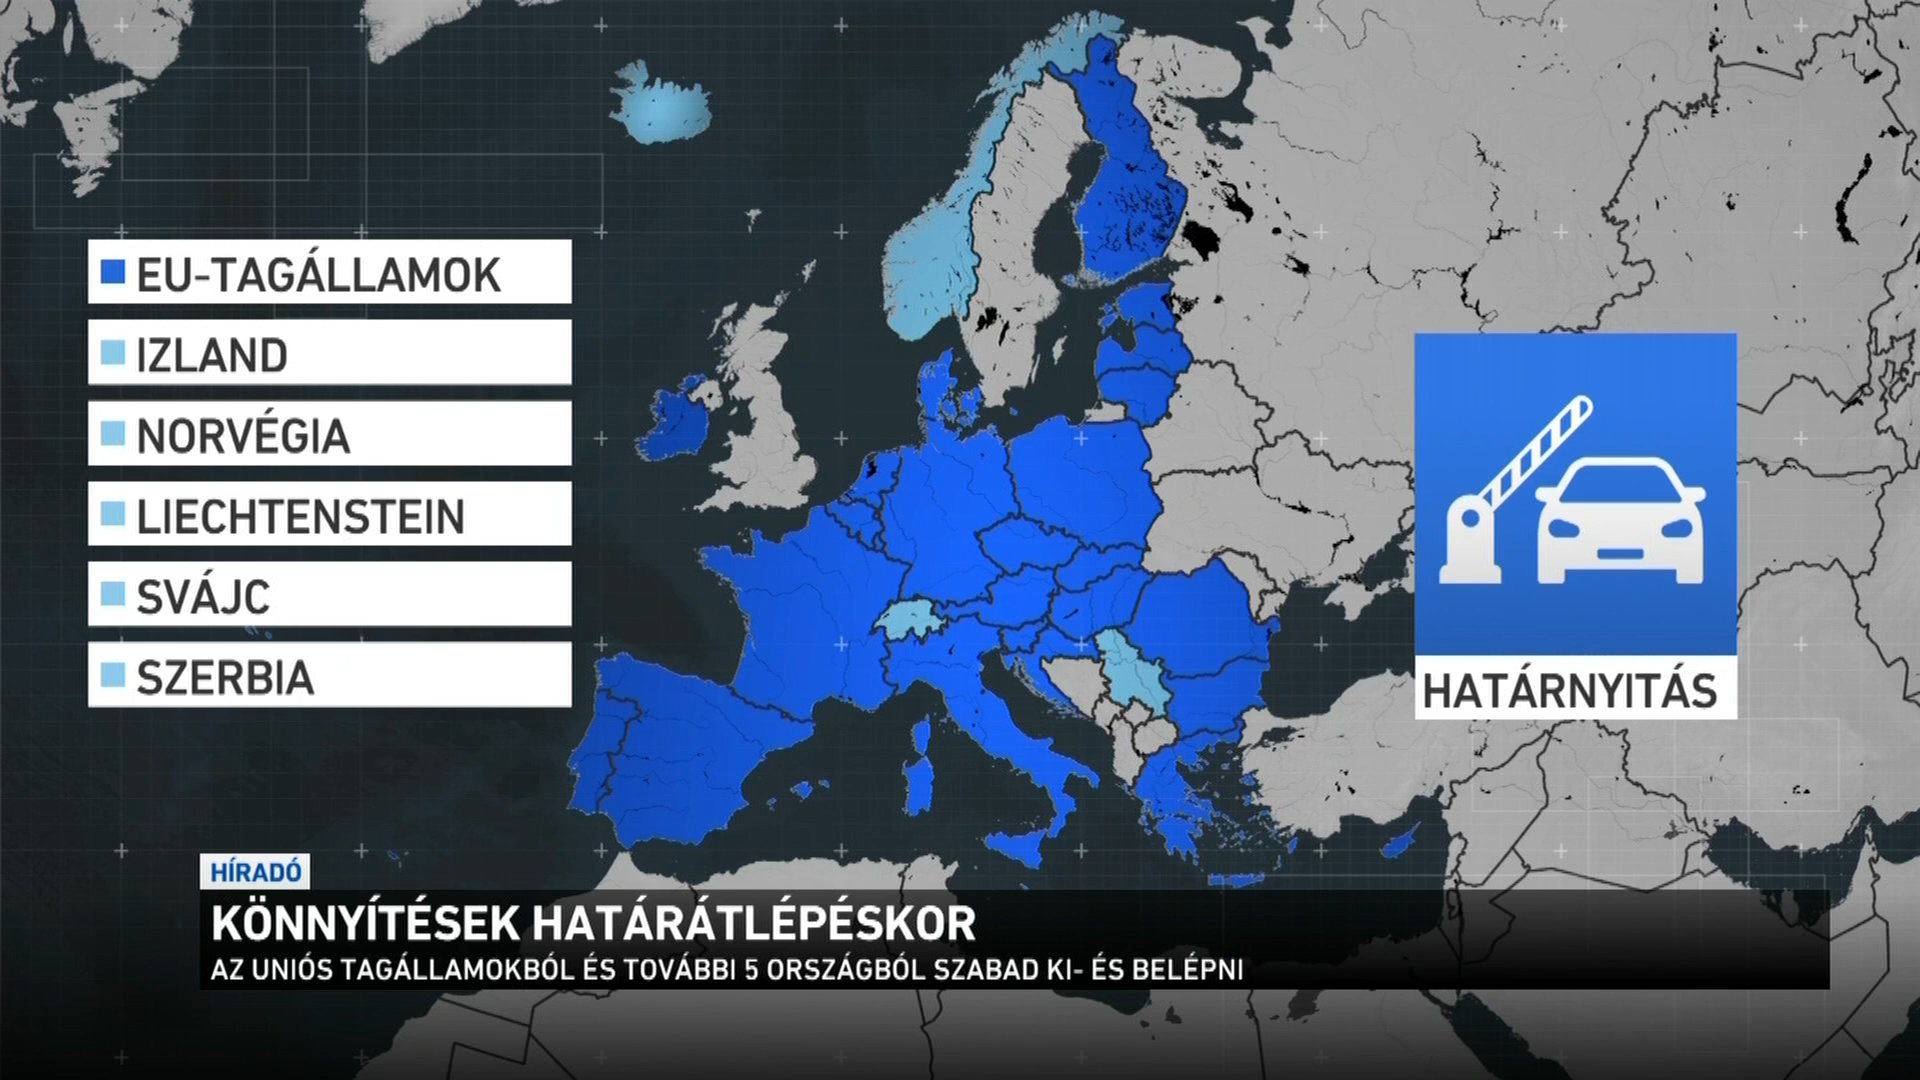 EU-TAGÁLLAMOK
IZLAND
NORVÉGIA
LIECHTENSTEIN
SVÁJC
SZERBIA
HATÁRNYITÁS
HÍRADÓ
KÖNNYÍTÉSEK HATÁRÁTLÉPÉSKOR
AZ UNIÓS TAGÁLLAMOKBÓL ÉS TOVÁBBI 5 ORSZÁGBÓL SZABAD KI- ÉS BELÉPNI